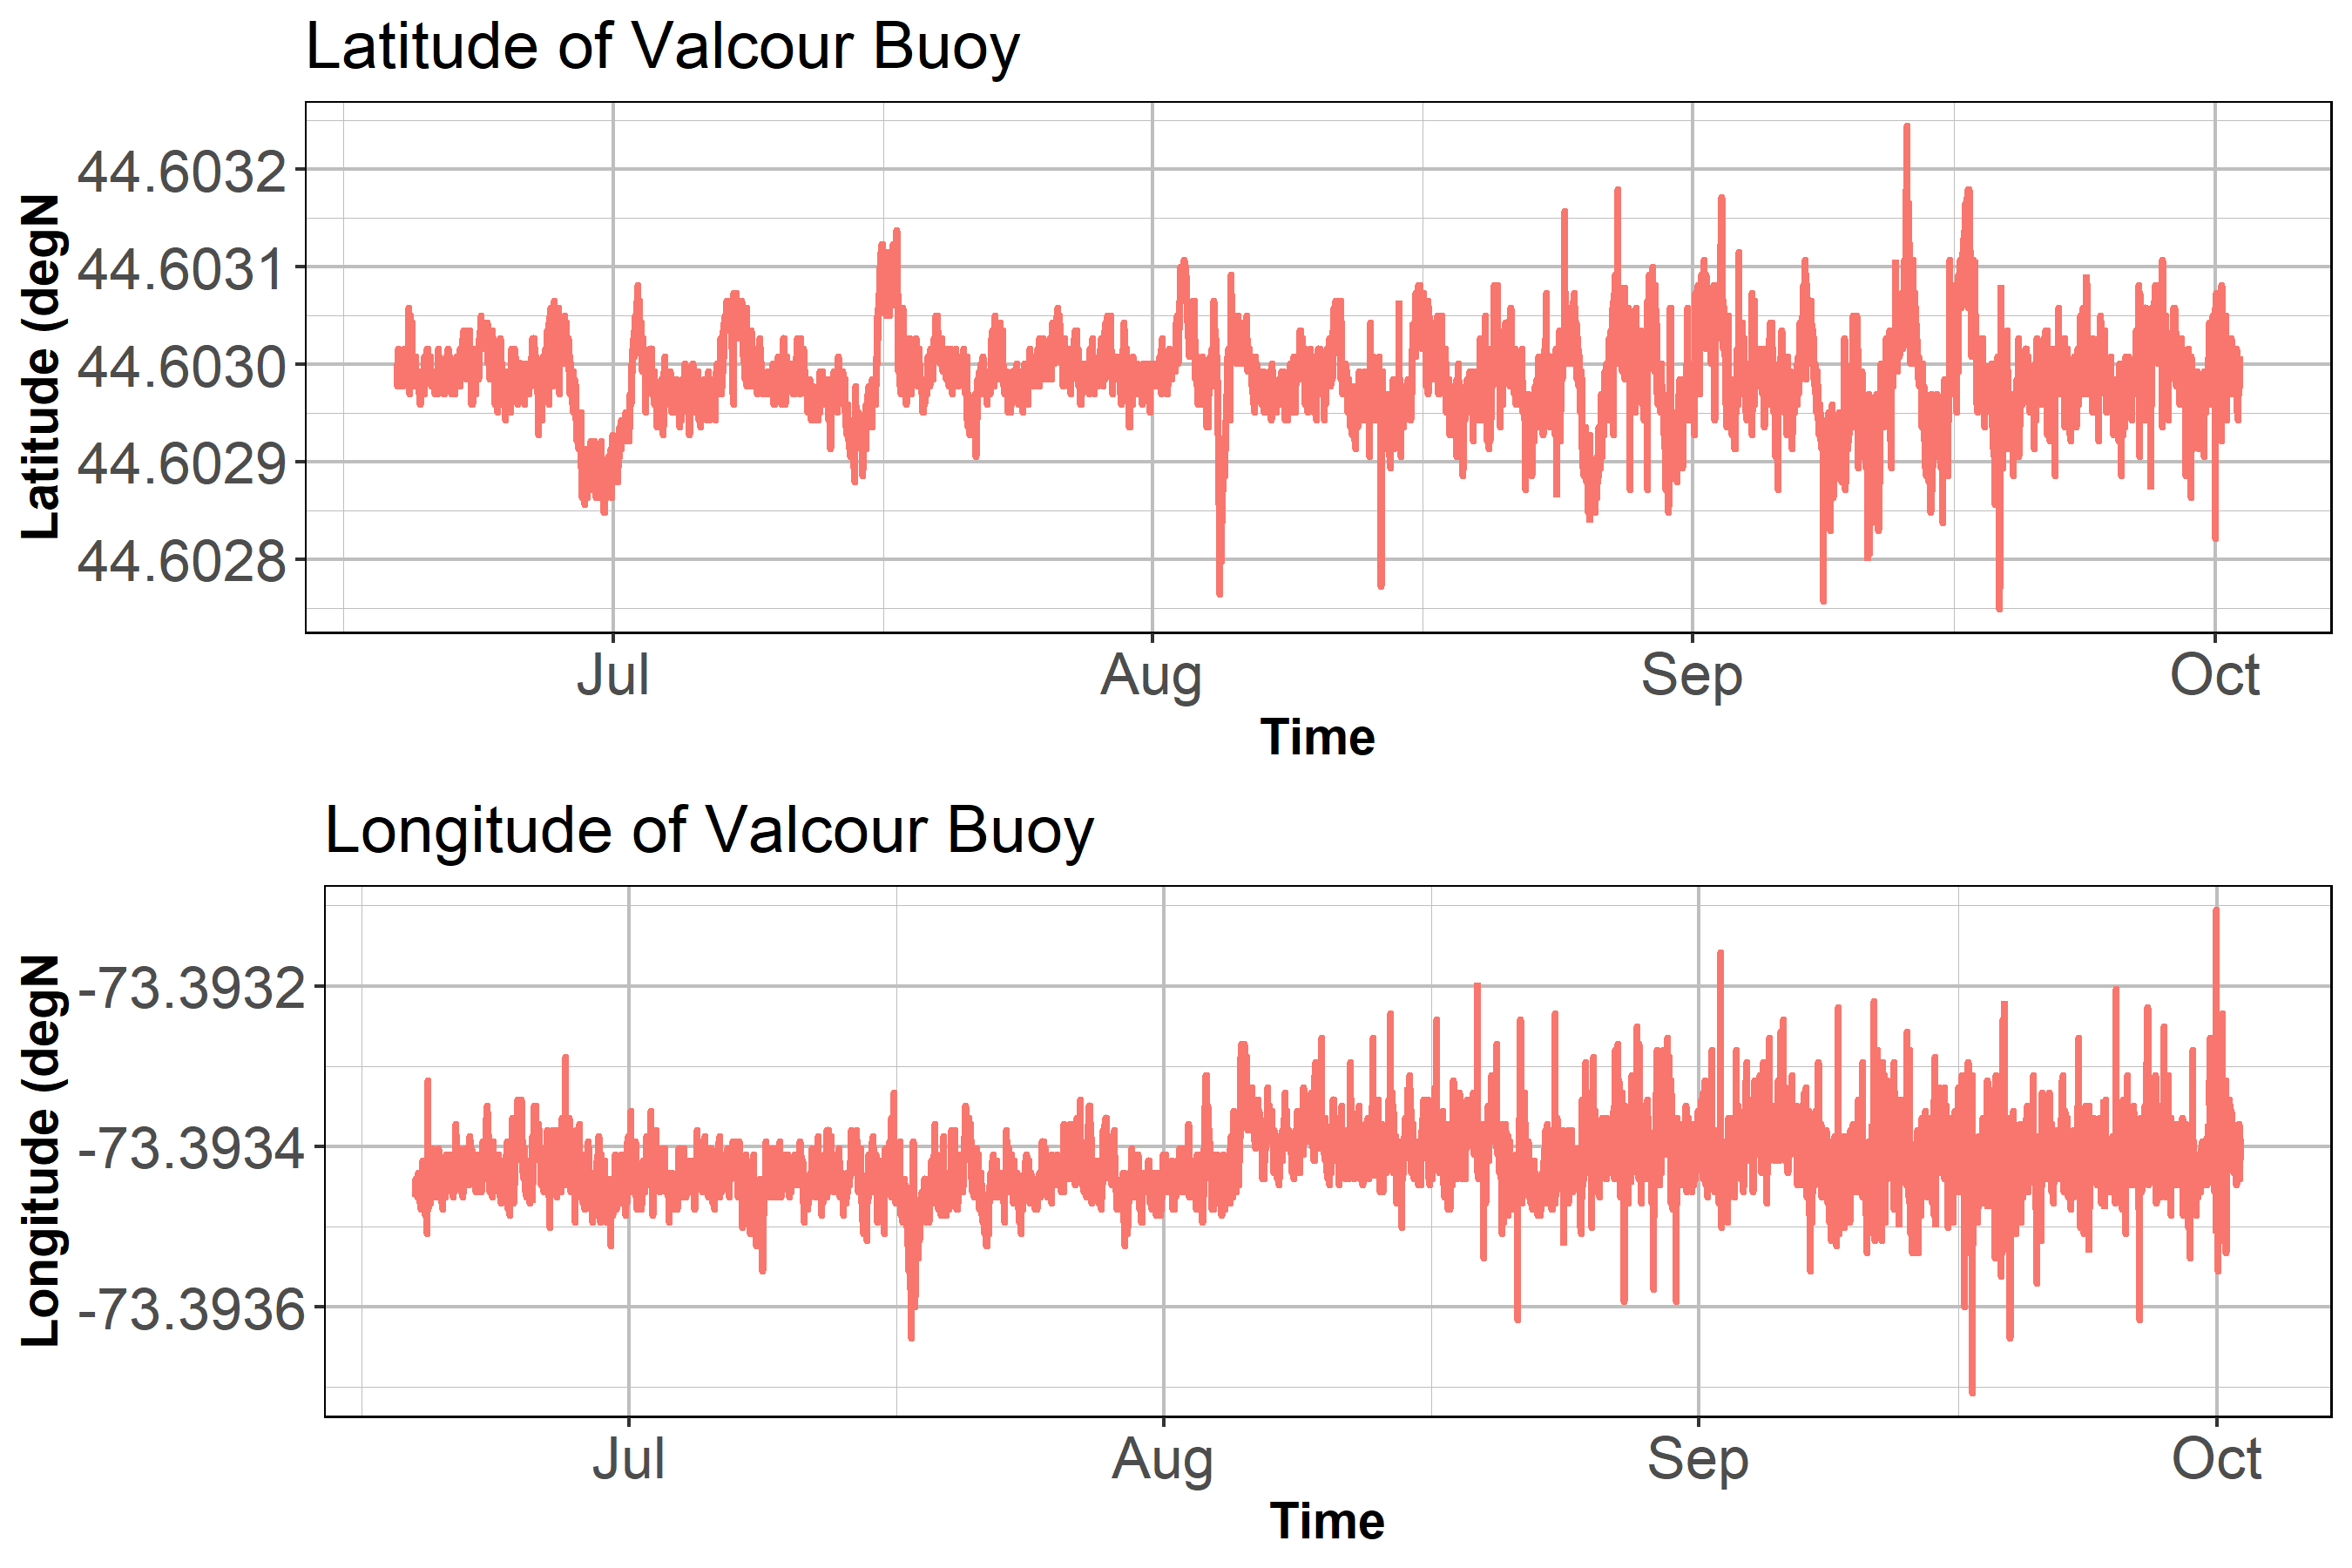 Latitude of Valcour Buoy
44.6032
44.6031
44.6030
44.6029
44.6028
Latitude (degN
Jul Aug Sep Oct
Time
Longitude of Valcour Buoy
-73.3932
-73.3934
-73.3936
Longitude (degN
Jul Aug Sep Oct
Time